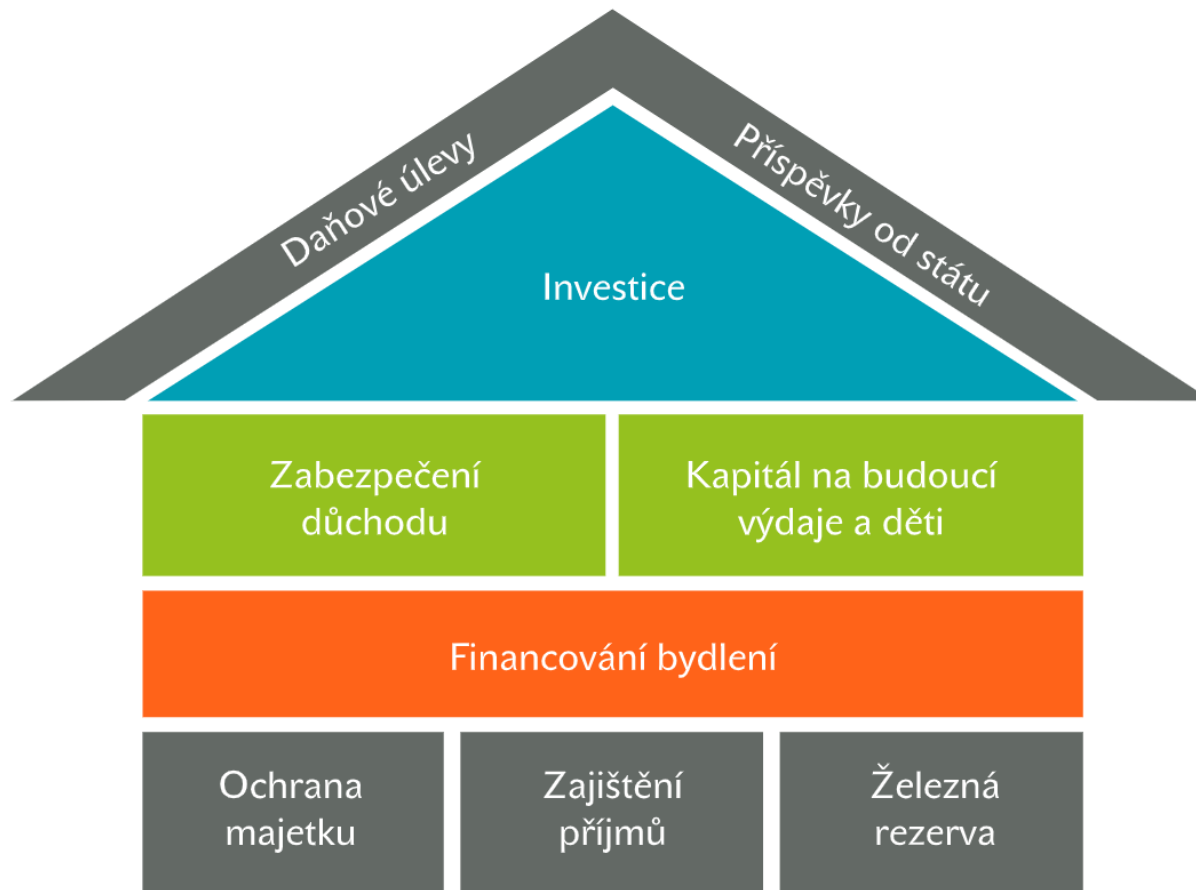 Daňové úlevy
Příspěvky od státu
Investice
Zabezpečení
důchodu
Kapitál na budoucí
výdaje a děti
Financování bydlení
Ochrana
majetku
Zajištění
příjmů
Železná
rezerva